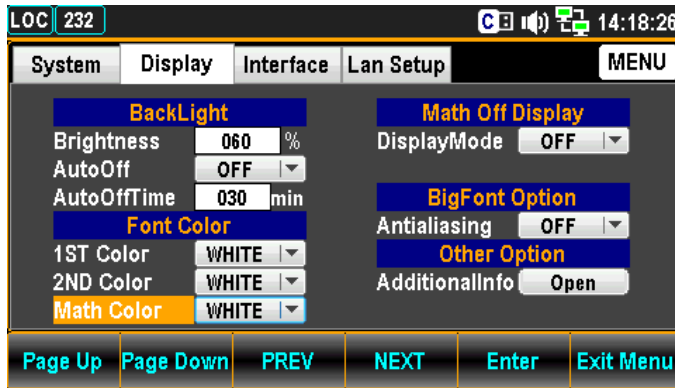 LOC 232 C 14:18:26
System Display Interface Lan Setup MENU
BackLight
Brightness 060 %
AutoOff OFF
AutoOffTime 030 min
Font Color
1ST Color WHITE
2ND Color WHITE
Math Color WHITE
Math Off Display
DisplayMode OFF
BigFont Option
Antialiasing OFF
Other Option
AdditionalInfo Open
Page Up Page Down PREV NEXT Enter Exit Menu